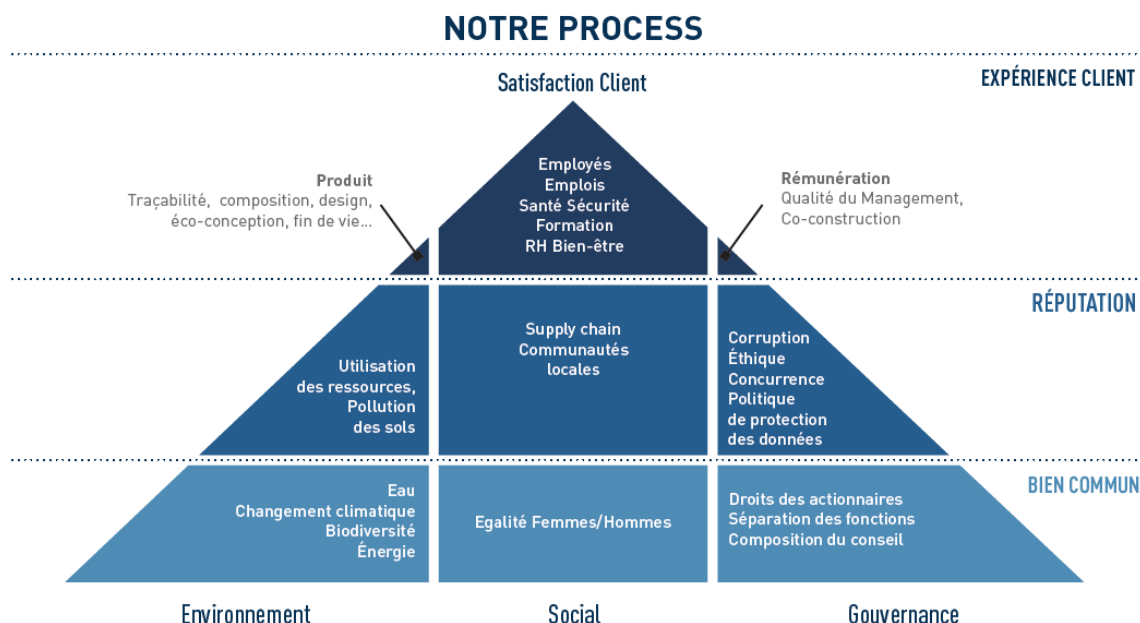 NOTRE PROCESS
EXPÉRIENCE CLIENT
Satisfaction Client
Employés
Emplois
Santé Sécurité
Formation
RH Bien-être
Produit
Traçabilité, composition, design,
éco-conception, fin de vie...
Rémunération
Qualité du Management,
Co-construction
RÉPUTATION
Utilisation
des ressources,
Pollution
des sols
Supply chain
Communautés
locales
Corruption
Éthique
Concurrence
Politique
de protection
des données
BIEN COMMUN
Eau
Changement climatique
Biodiversité
Énergie
Egalité Femmes/Hommes
Droits des actionnaires
Séparation des fonctions
Composition du conseil
Environnement
Social
Gouvernance